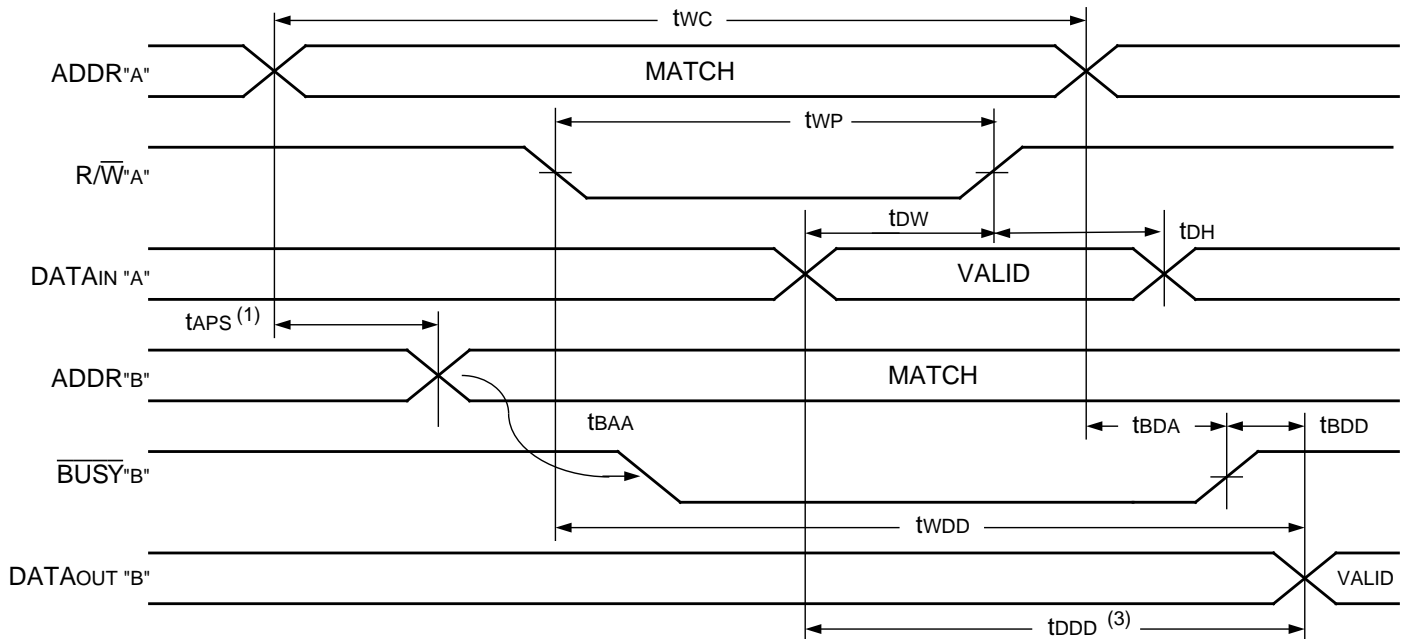 tWC
ADDR"A" MATCH
tWP
R/W̅"A"
tDW tDH
DATAIN "A" VALID
tAPS (1)
ADDR"B" MATCH
tBAA tBDA tBDD
B̅U̅S̅Y̅"B"
tWDD
DATAOUT "B" VALID
tDDD (3)